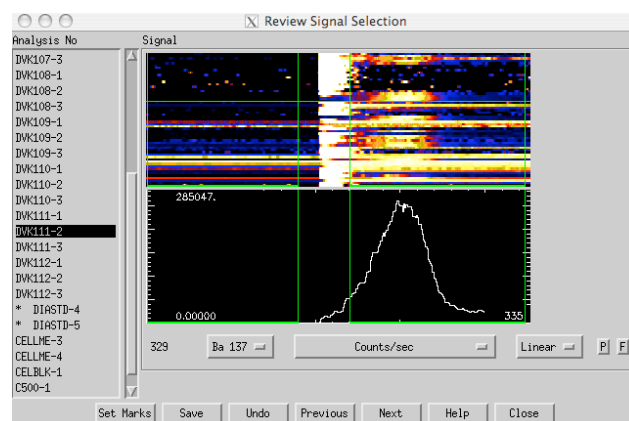 Review Signal Selection
Analysis No
Signal
DVK107-3
DVK108-1
DVK108-2
DVK108-3
DVK109-1
DVK109-2
DVK109-3
DVK110-1
DVK110-2
DVK110-3
DVK111-1
DVK111-2
DVK111-3
DVK112-1
DVK112-2
DVK112-3
* DIASTD-4
* DIASTD-5
CELLME-3
CELLME-4
CELBLK-1
C500-1
285047.
0.00000
335
329
Ba 137
Counts/sec
Linear
P
F
Set Marks
Save
Undo
Previous
Next
Help
Close